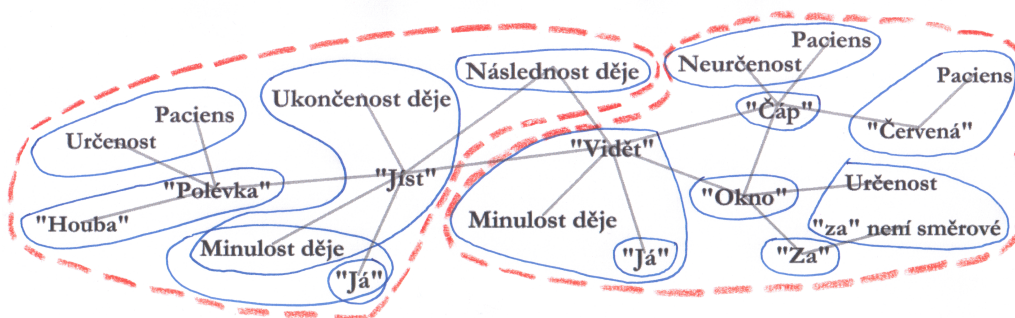 Paciens
Neurčenost
Následnost děje
Paciens
Ukončenost děje
Paciens
"Čáp"
"Červená"
Určenost
"Vidět"
"Jíst"
"Polévka"
"Okno"
Určenost
"Houba"
Minulost děje
"za" není směrové
Minulost děje
"Já"
"Za"
"Já"